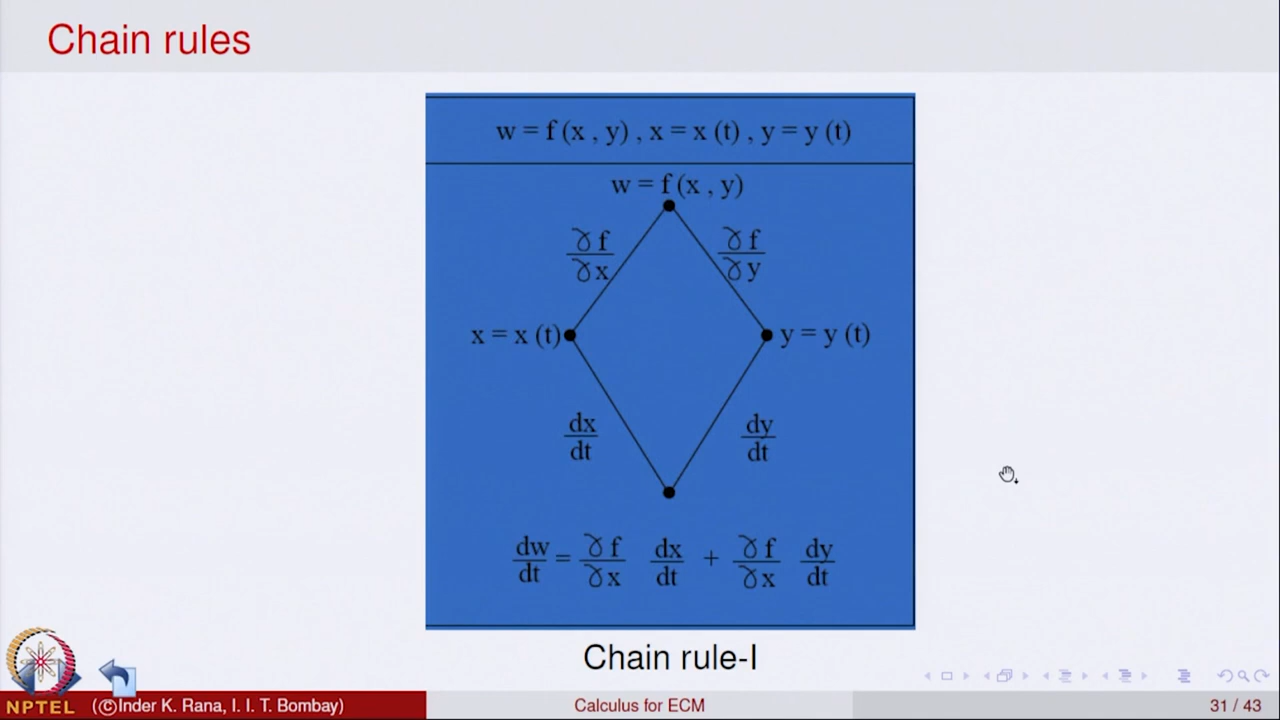 Chain rules
w = f (x , y) , x = x (t) , y = y (t)
w = f (x , y)
∂f/∂x
∂f/∂y
x = x (t)
y = y (t)
dx/dt
dy/dt
dw/dt = ∂f/∂x dx/dt + ∂f/∂x dy/dt
Chain rule-I
NPTEL
(©Inder K. Rana, I. I. T. Bombay)
Calculus for ECM
31 / 43